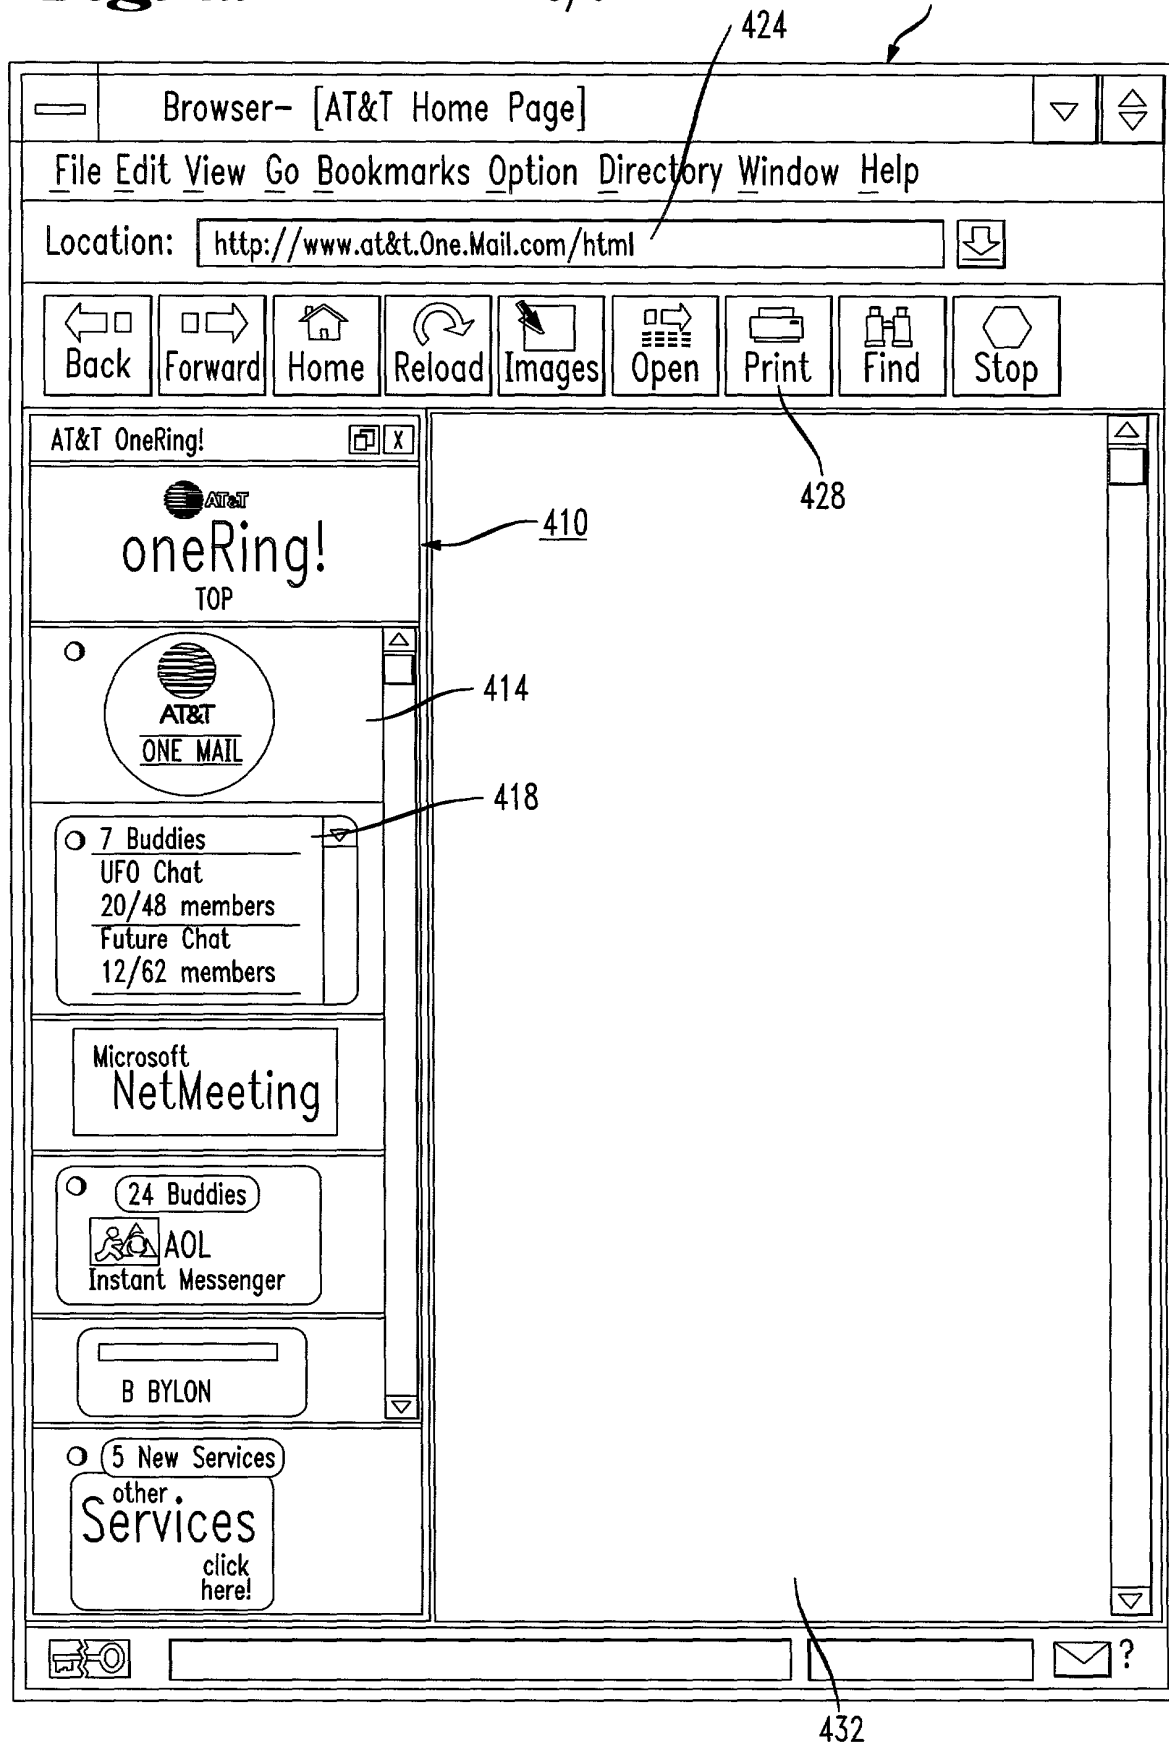 424
Browser- [AT&T Home Page]
File Edit View Go Bookmarks Option Directory Window Help
Location: http://www.at&t.One.Mail.com/html
Back Forward Home Reload Images Open Print Find Stop
428
AT&T OneRing! X
AT&T
oneRing!
TOP
410
AT&T
ONE MAIL
414
418
7 Buddies
UFO Chat
20/48 members
Future Chat
12/62 members
Microsoft
NetMeeting
24 Buddies
AOL
Instant Messenger
B BYLON
5 New Services
other
Services
click
here!
?
432